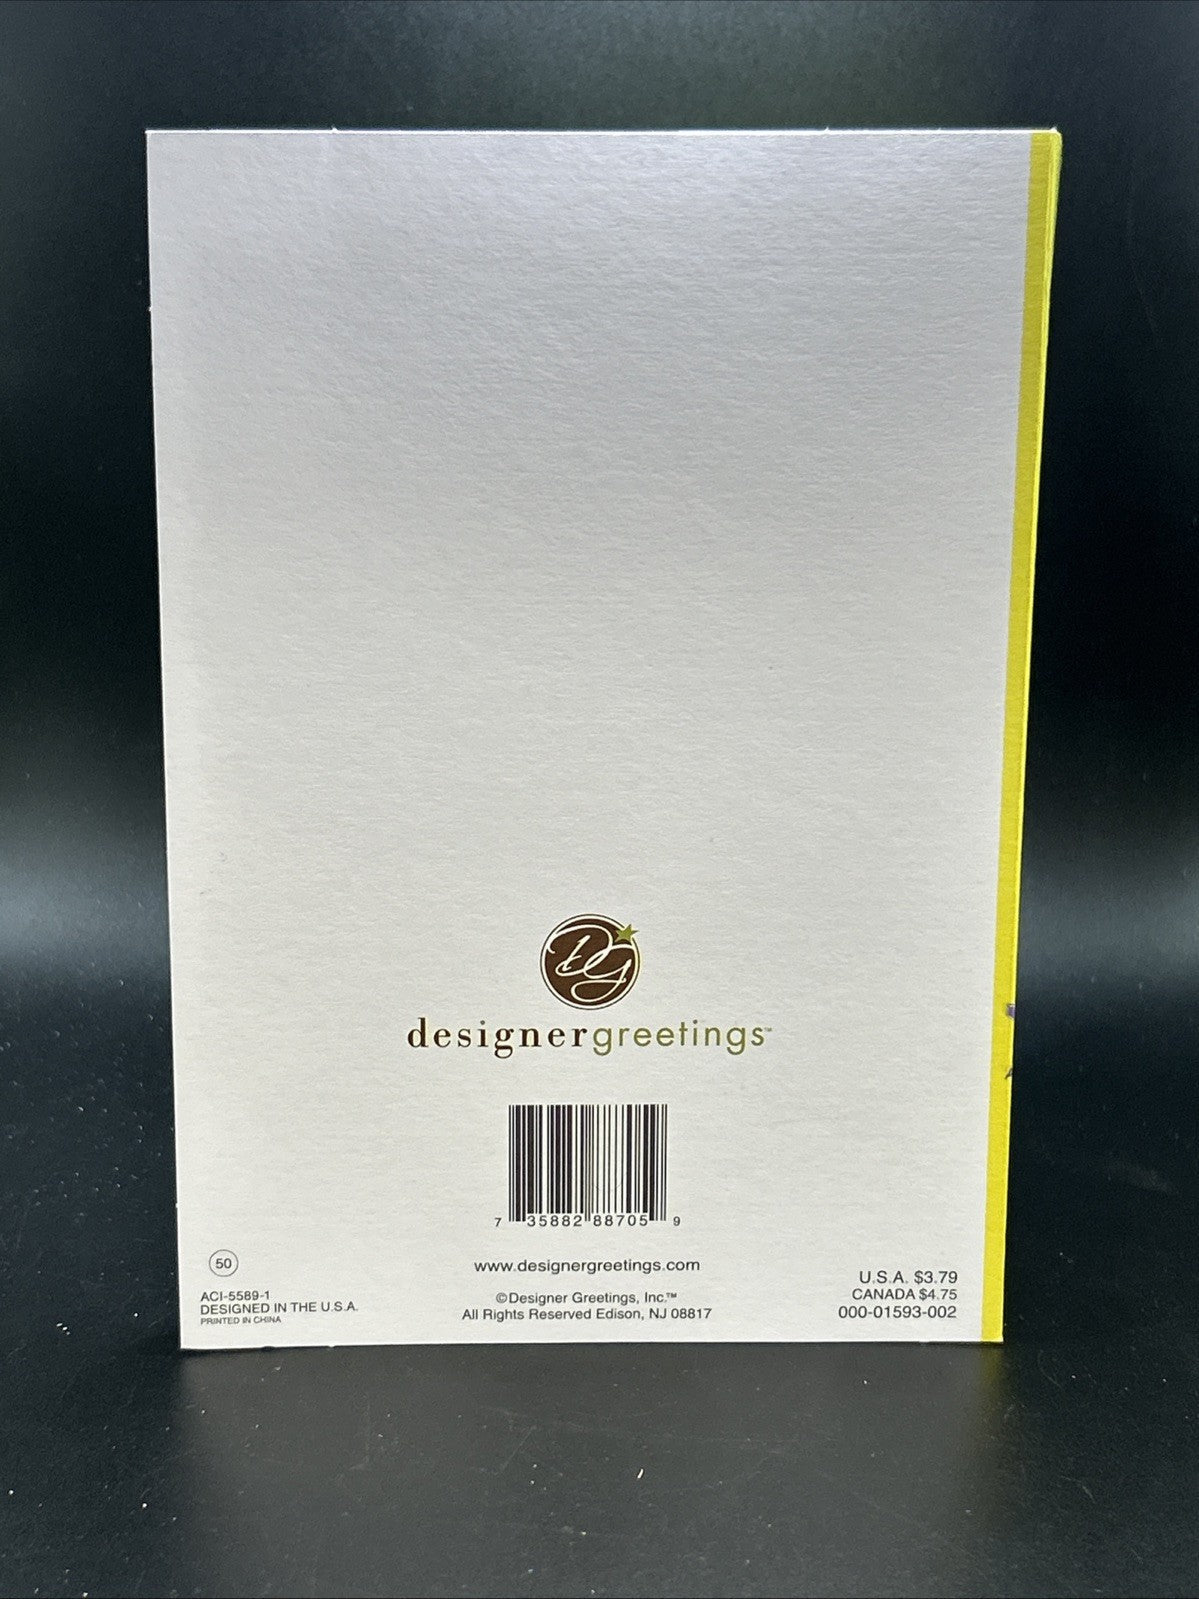 DG
designergreetings™
7 35882 88705 9
50
ACI-5589-1
DESIGNED IN THE U.S.A.
PRINTED IN CHINA
www.designergreetings.com
©Designer Greetings, Inc.™
All Rights Reserved Edison, NJ 08817
U.S.A. $3.79
CANADA $4.75
000-01593-002